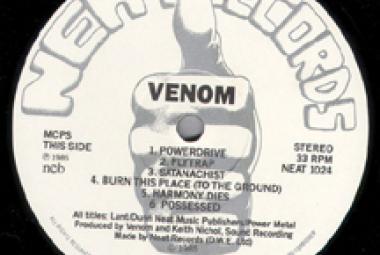 NEAT RECORDS
VENOM
MCPS
THIS SIDE
℗ 1985
ncb
STEREO
33 RPM
NEAT 1024
1 POWERDRIVE
2 FLYTRAP
3 SATANACHIST
4 BURN THIS PLACE (TO THE GROUND)
5 HARMONY DIES
6 POSSESSED
All titles: Lant.Dunn Neat Music Publishers/Power Metal
Produced by Venom and Keith Nichol, Sound Recording
Made by Neat Records (D.W.E. Ltd)
© 1985